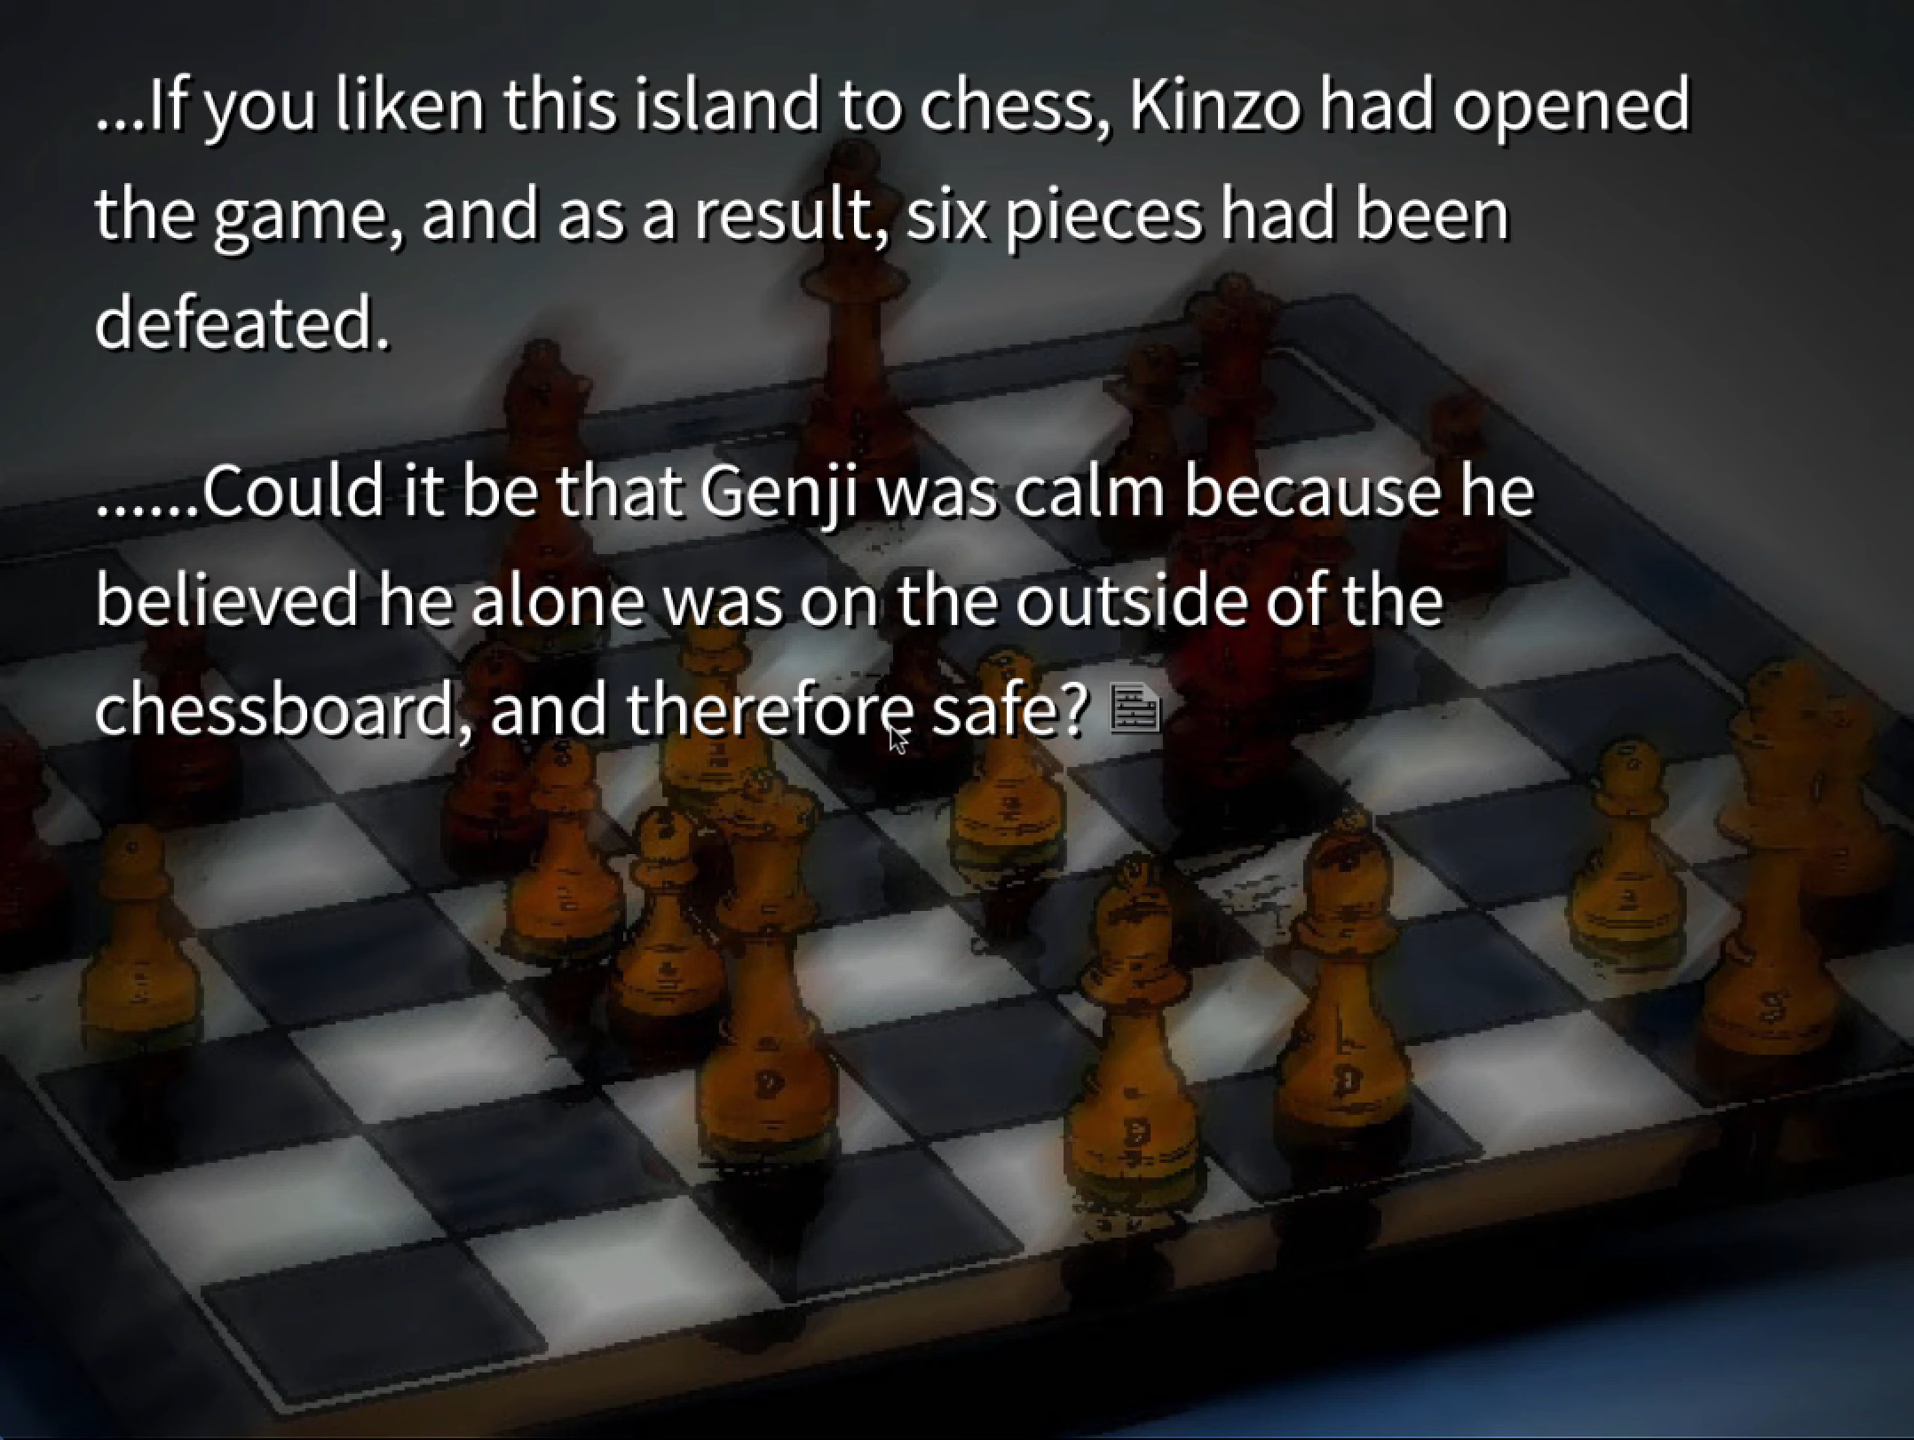 ...If you liken this island to chess, Kinzo had opened
the game, and as a result, six pieces had been
defeated.
......Could it be that Genji was calm because he
believed he alone was on the outside of the
chessboard, and therefore safe?